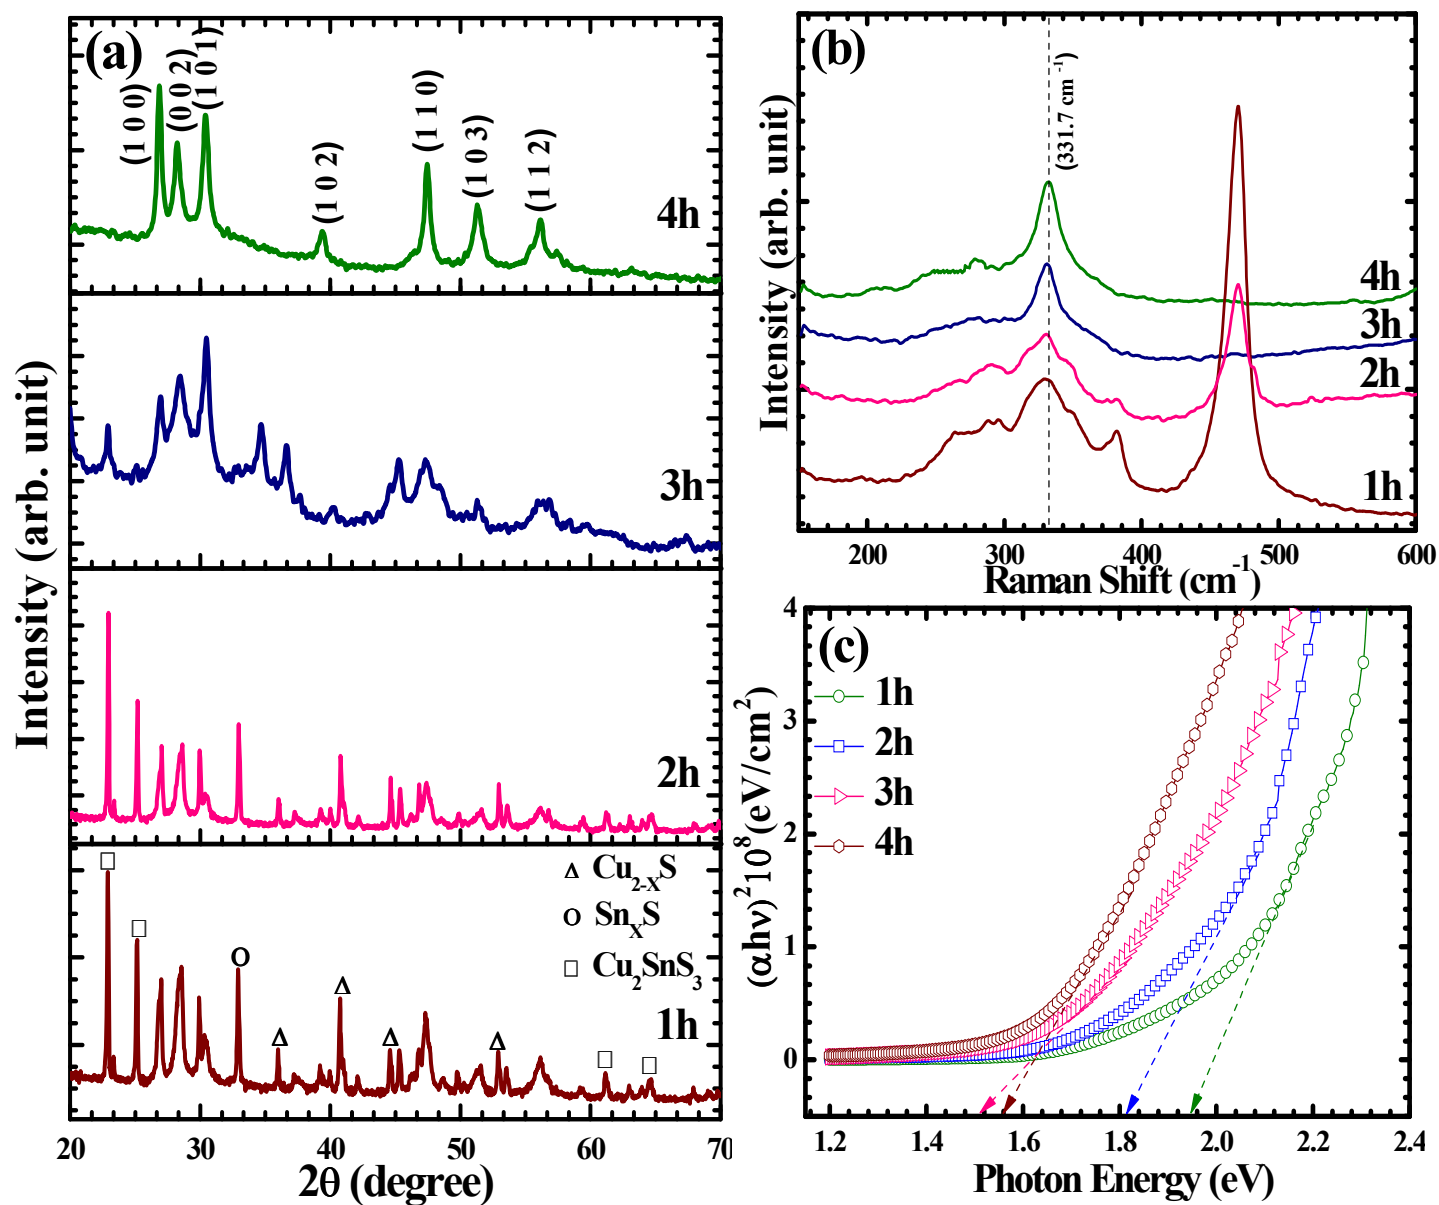 (a)
(1 0 0)
(0 0 2)
(1 0 1)
(1 0 2)
(1 1 0)
(1 0 3)
(1 1 2)
4h
3h
2h
1h
△ Cu₂₋ₓS
O SnₓS
□ Cu₂SnS₃
□
□
O
△
△
△
△
□
□
20 30 40 50 60 70
2θ (degree)
Intensity (arb. unit)
(b)
(331.7 cm⁻¹)
4h
3h
2h
1h
200 300 400 500 600
Raman Shift (cm⁻¹)
Intensity (arb. unit)
(c)
1h
2h
3h
4h
4
3
2
1
0
1.2 1.4 1.6 1.8 2.0 2.2 2.4
Photon Energy (eV)
(αhν)²10⁸(eV/cm²)